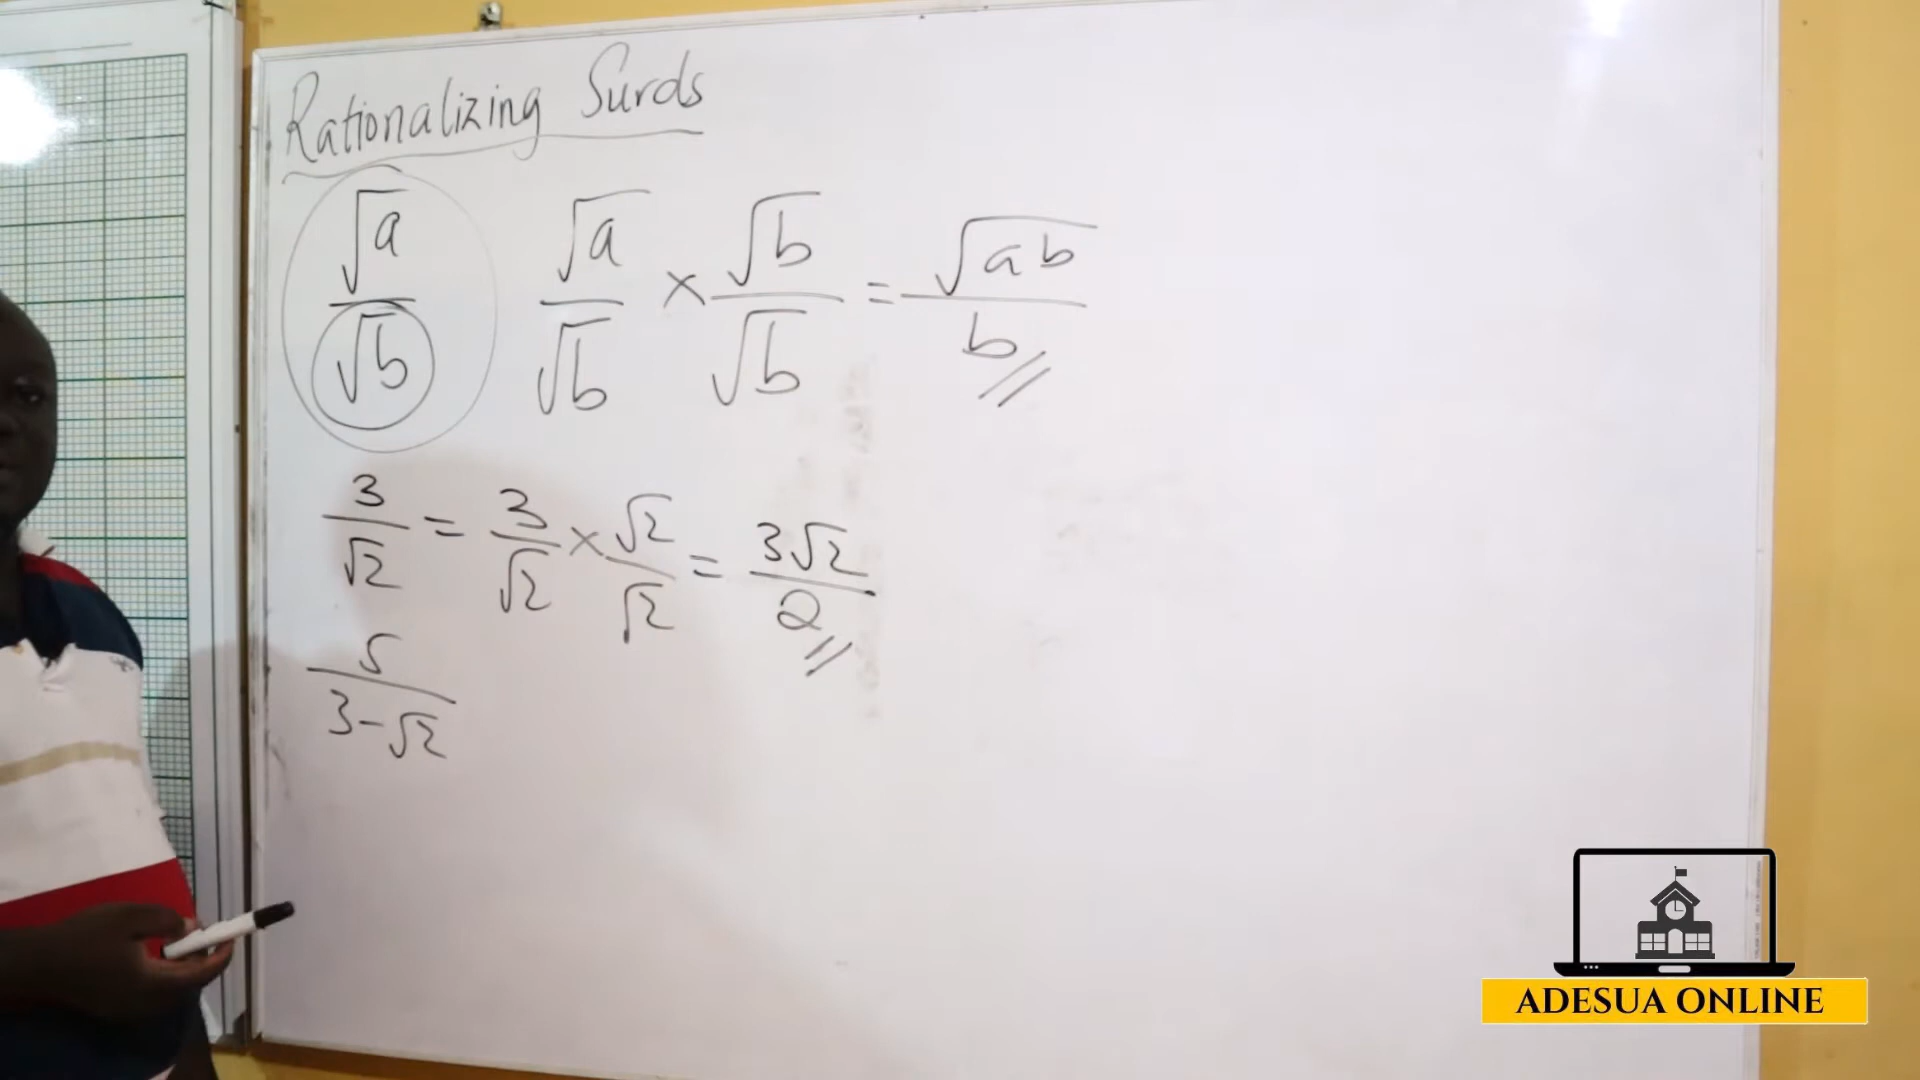 Rationalizing Surds
√a/√b √a/√b × √b/√b = √ab/b
3/√2 = 3/√2 × √2/√2 = 3√2/2
5/3-√2
ADESUA ONLINE